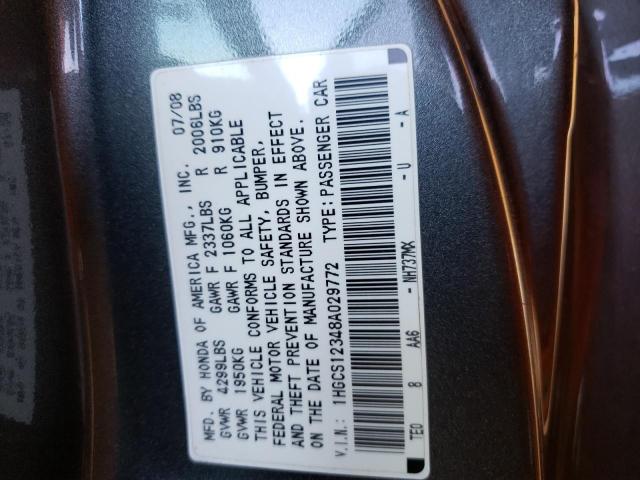 MFD. BY HONDA OF AMERICA MFG., INC. 07/08
GVWR 4299LBS GAWR F 2337LBS R 2006LBS
GVWR 1950KG GAWR F 1060KG R 910KG
THIS VEHICLE CONFORMS TO ALL APPLICABLE
FEDERAL MOTOR VEHICLE SAFETY, BUMPER,
AND THEFT PREVENTION STANDARDS IN EFFECT
ON THE DATE OF MANUFACTURE SHOWN ABOVE.
V.I.N.: 1HGCS12348A029772 TYPE: PASSENGER CAR
TE0 8 AA6 - NH737MX - U - A